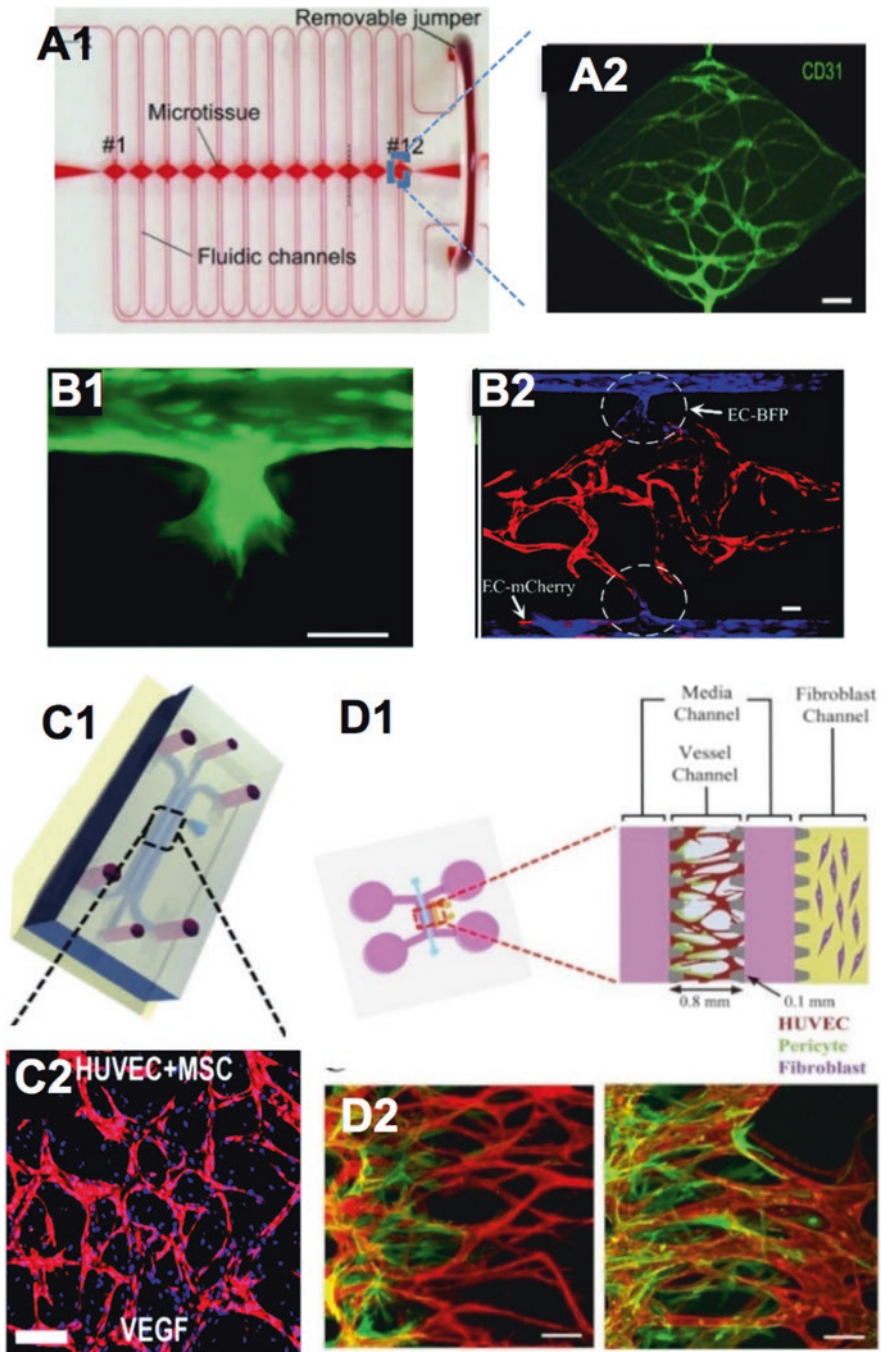 A1
Removable jumper
Microtissue
#1
#12
Fluidic channels
A2
CD31
B1
B2
EC-BFP
EC-mCherry
C1
D1
Media
Channel
Fibroblast
Channel
Vessel
Channel
0.8 mm
0.1 mm
HUVEC
Pericyte
Fibroblast
C2
HUVEC+MSC
VEGF
D2